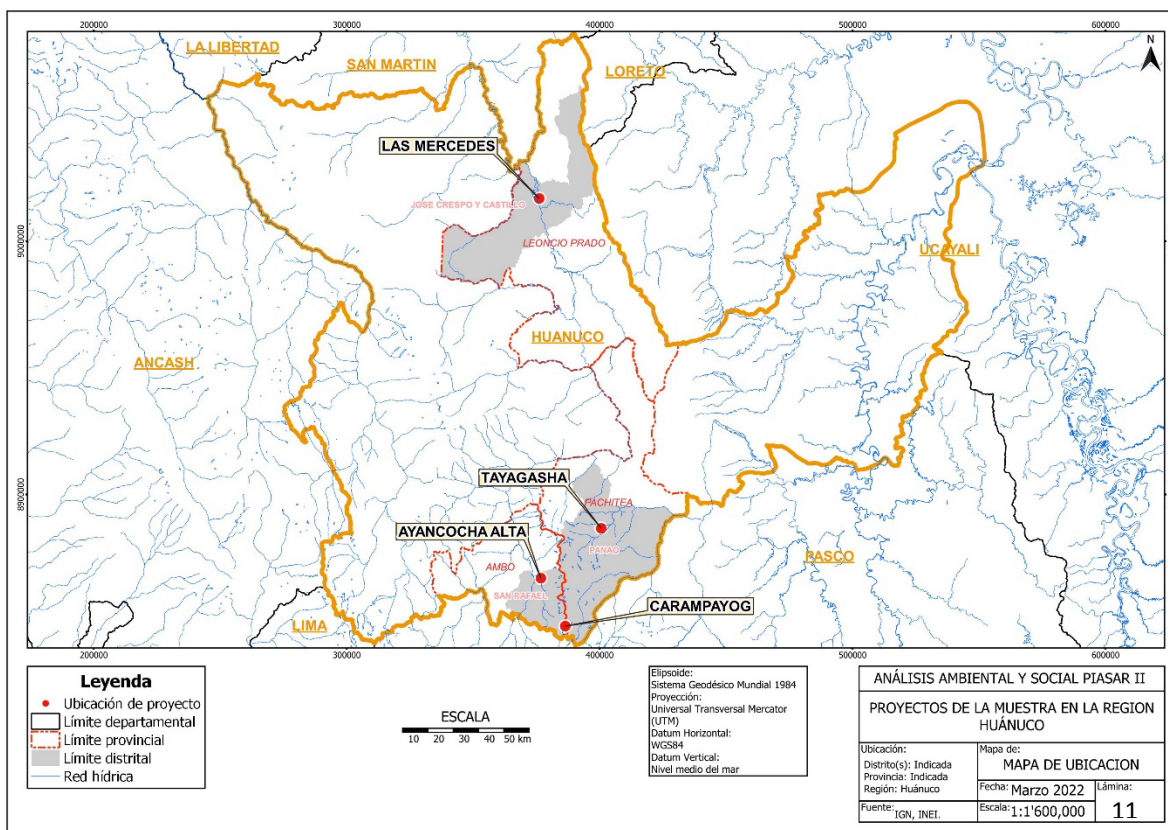 200000 300000 400000 500000 600000
N
LA LIBERTAD
SAN MARTIN
LORETO
LAS MERCEDES
JOSE CRESPO Y CASTILLO
LEONCIO PRADO
9000000
UCAYALI
HUANUCO
ANCASH
TAYAGASHA
8900000
PACHITEA
AYANCOCHA ALTA
PANAO
PASCO
AMBO
SAN RAFAEL
CARAMPAYOG
LIMA
200000 300000 400000 500000 600000
Leyenda
Ubicación de proyecto
Límite departamental
Límite provincial
Límite distrital
Red hídrica
ESCALA
10 20 30 40 50 km
Elipsoide:
Sistema Geodésico Mundial 1984
Proyección:
Universal Transversal Mercator
(UTM)
Datum Horizontal:
WGS84
Datum Vertical:
Nivel medio del mar
ANÁLISIS AMBIENTAL Y SOCIAL PIASAR II
PROYECTOS DE LA MUESTRA EN LA REGION
HUÁNUCO
Ubicación:
Distrito(s): Indicada
Provincia: Indicada
Región: Huánuco
Mapa de:
MAPA DE UBICACION
Fecha: Marzo 2022
Lámina:
11
Fuente: IGN, INEI.
Escala: 1:1'600,000